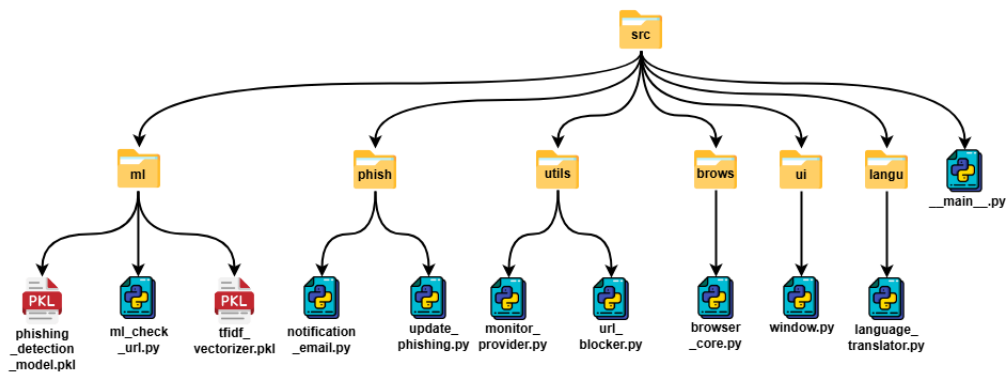 src
ml
phish
utils
brows
ui
langu
__main__.py
PKL
PKL
phishing
_detection
_model.pkl
ml_check
_url.py
tfidf_
vectorizer.pkl
notification
_email.py
update_
phishing.py
monitor_
provider.py
url_
blocker.py
browser
_core.py
window.py
language_
translator.py